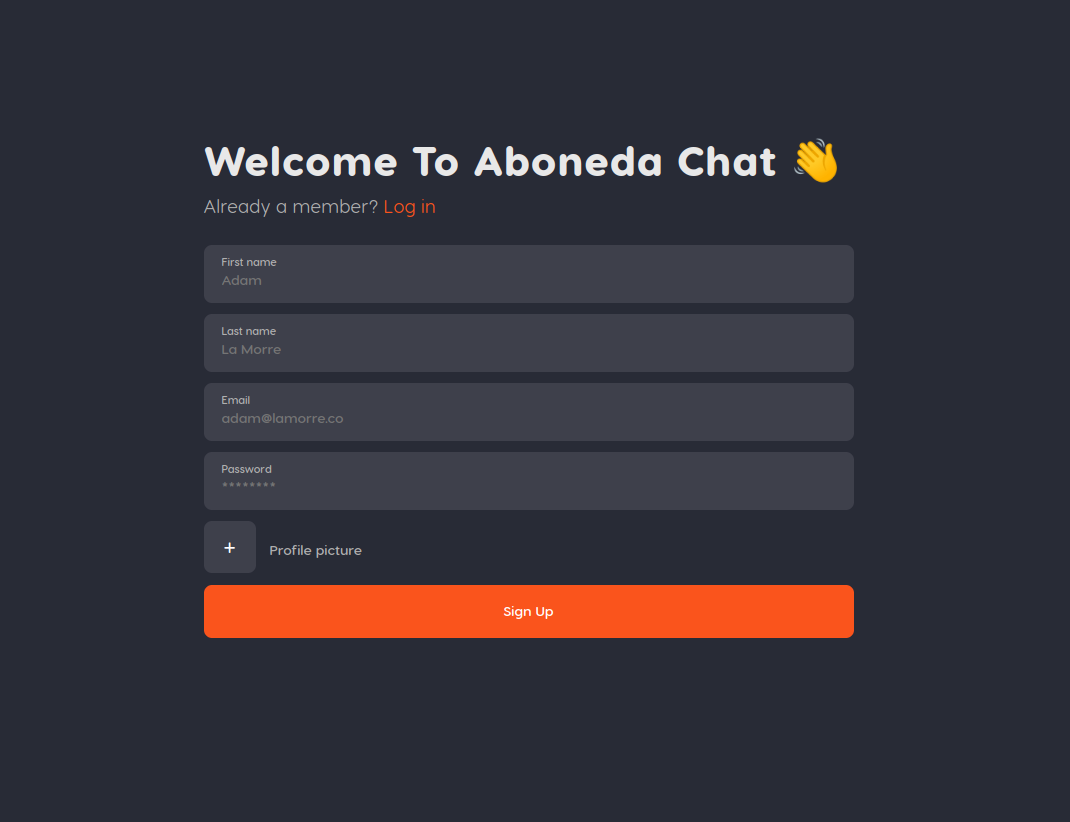 Welcome To Aboneda Chat 👋
Already a member? Log in
First name
Adam
Last name
La Morre
Email
adam@lamorre.co
Password
********
+ Profile picture
Sign Up